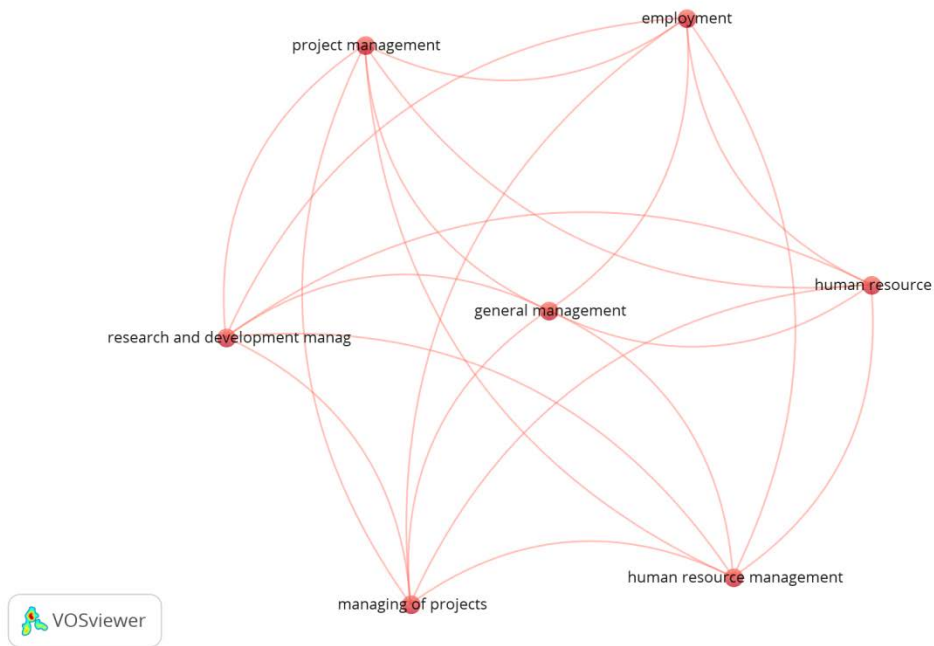 employment
project management
human resource
general management
research and development manag
human resource management
managing of projects
VOSviewer